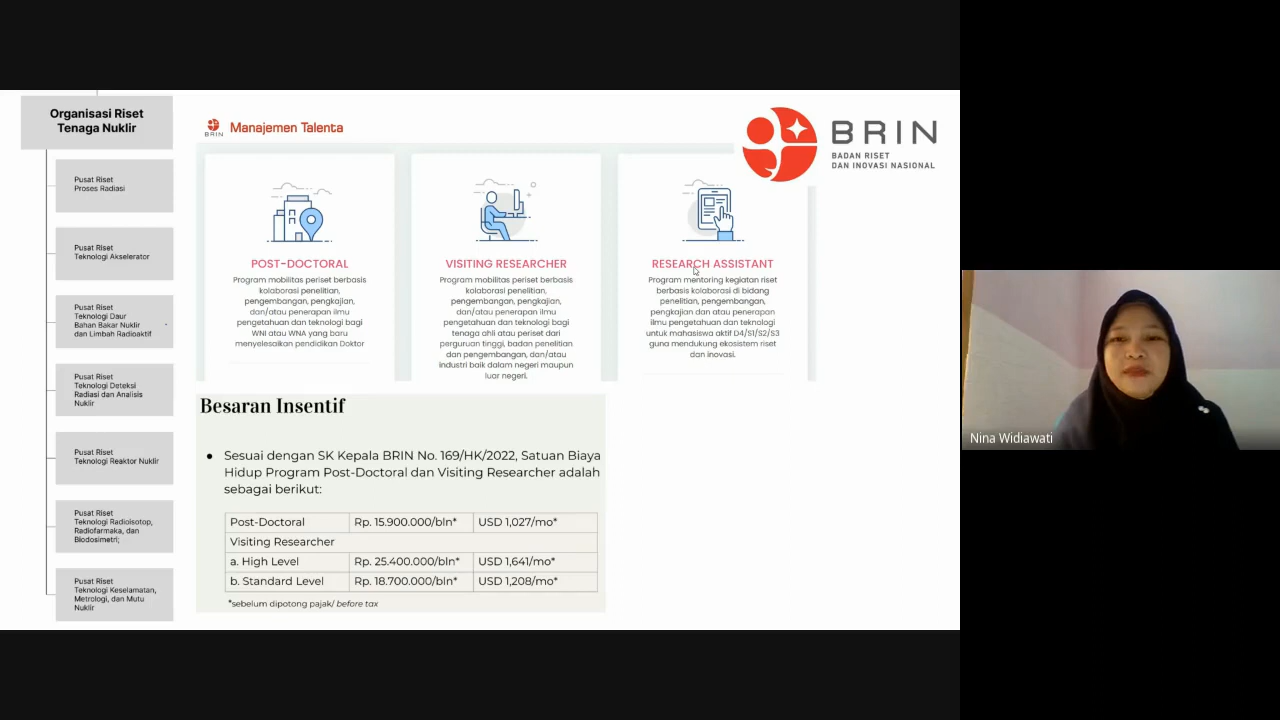 Organisasi Riset
Tenaga Nuklir
Pusat Riset
Proses Radiasi
Pusat Riset
Teknologi Akselerator
Pusat Riset
Teknologi Daur
Bahan Bakar Nuklir
dan Limbah Radioaktif
Pusat Riset
Teknologi Deteksi
Radiasi dan Analisis
Nuklir
Pusat Riset
Teknologi Reaktor Nuklir
Pusat Riset
Teknologi Radioisotop,
Radiofarmaka, dan
Biodosimetri;
Pusat Riset
Teknologi Keselamatan,
Metrologi, dan Mutu
Nuklir
BRIN
Manajemen Talenta
BRIN
BADAN RISET
DAN INOVASI NASIONAL
POST-DOCTORAL
Program mobilitas periset berbasis
kolaborasi penelitian,
pengembangan, pengkajian,
dan/atau penerapan ilmu
pengetahuan dan teknologi bagi
WNI atau WNA yang baru
menyelesaikan pendidikan Doktor
VISITING RESEARCHER
Program mobilitas periset berbasis
kolaborasi penelitian,
pengembangan, pengkajian,
dan/atau penerapan ilmu
pengetahuan dan teknologi bagi
tenaga ahli atau periset dari
perguruan tinggi, badan penelitian
dan pengembangan, dan/atau
industri baik dalam negeri maupun
luar negeri.
RESEARCH ASSISTANT
Program mentoring kegiatan riset
berbasis kolaborasi di bidang
penelitian, pengembangan,
pengkajian dan atau penerapan
ilmu pengetahuan dan teknologi
untuk mahasiswa aktif D4/S1/S2/S3
guna mendukung ekosistem riset
dan inovasi.
Besaran Insentif
• Sesuai dengan SK Kepala BRIN No. 169/HK/2022, Satuan Biaya
Hidup Program Post-Doctoral dan Visiting Researcher adalah
sebagai berikut:
Post-Doctoral Rp. 15.900.000/bln* USD 1,027/mo*
Visiting Researcher
a. High Level Rp. 25.400.000/bln* USD 1,641/mo*
b. Standard Level Rp. 18.700.000/bln* USD 1,208/mo*
*sebelum dipotong pajak/ before tax
Nina Widiawati